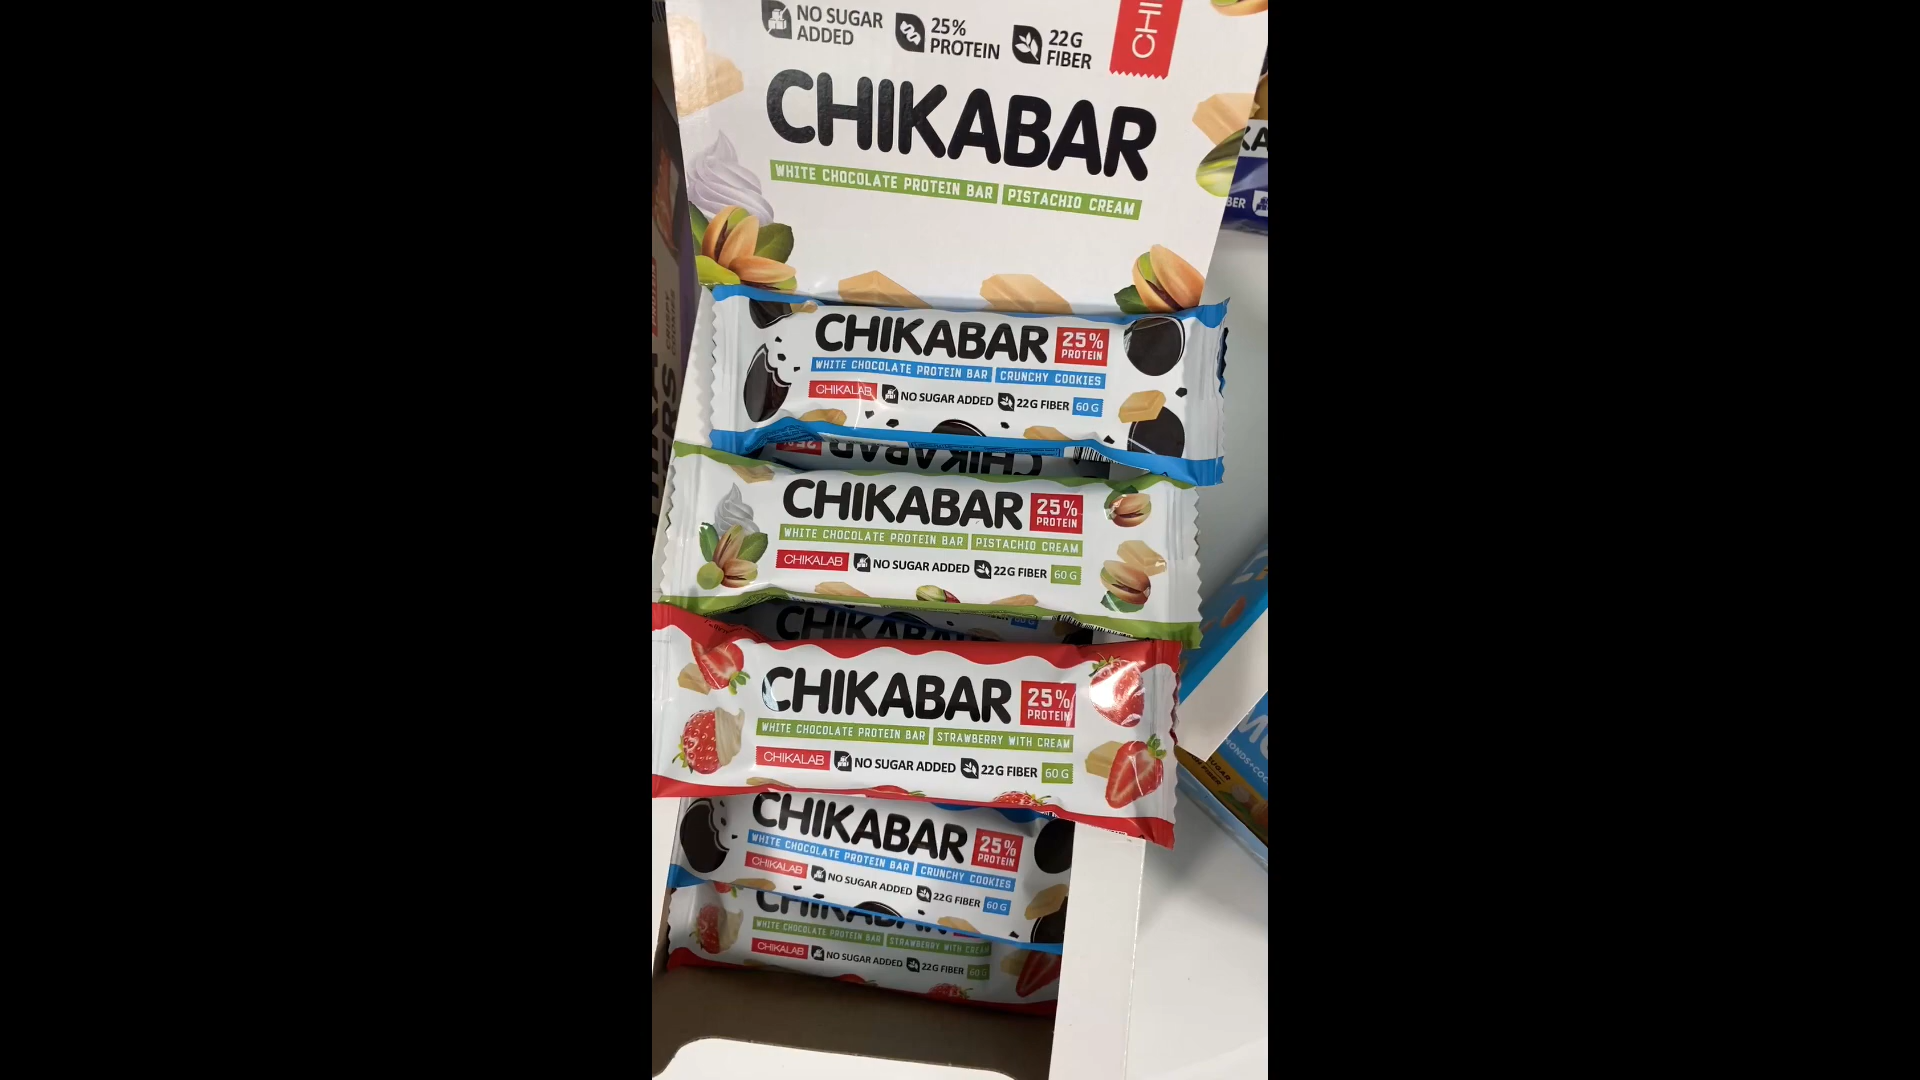 NO SUGAR
ADDED
25%
PROTEIN
22G
FIBER
CHI
CHIKABAR
WHITE CHOCOLATE PROTEIN BAR PISTACHIO CREAM
CHIKABAR
25%
PROTEIN
WHITE CHOCOLATE PROTEIN BAR CRUNCHY COOKIES
CHIKALAB NO SUGAR ADDED 22G FIBER 60 G
CHIKABAR
CHIKABAR
25%
PROTEIN
WHITE CHOCOLATE PROTEIN BAR PISTACHIO CREAM
CHIKALAB NO SUGAR ADDED 22G FIBER 60 G
CHIKABAR
CHIKABAR
25%
PROTEIN
WHITE CHOCOLATE PROTEIN BAR STRAWBERRY WITH CREAM
CHIKALAB NO SUGAR ADDED 22G FIBER 60 G
CHIKABAR
25%
PROTEIN
WHITE CHOCOLATE PROTEIN BAR CRUNCHY COOKIES
CHIKALAB NO SUGAR ADDED 22G FIBER 60 G
CHIKABAR
WHITE CHOCOLATE PROTEIN BAR STRAWBERRY WITH CREAM
CHIKALAB NO SUGAR ADDED 22G FIBER 60 G